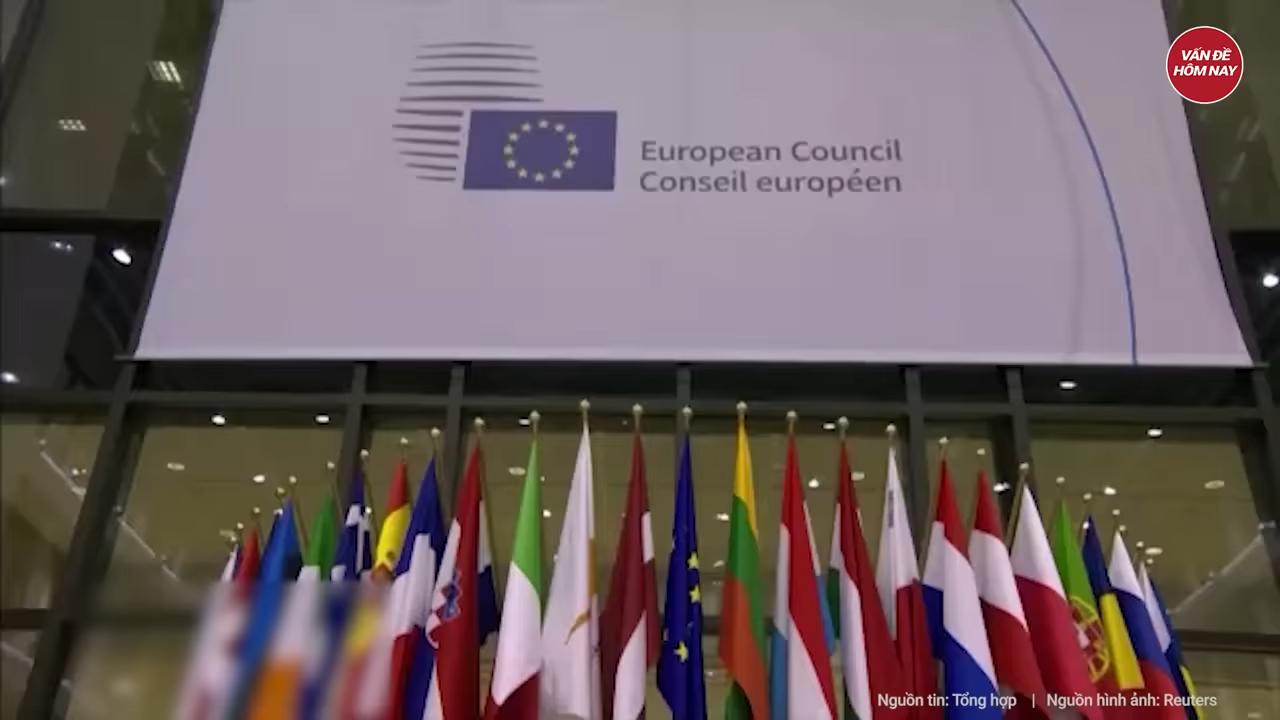 VẤN ĐỀ
HÔM NAY
European Council
Conseil européen
Nguồn tin: Tổng hợp | Nguồn hình ảnh: Reuters